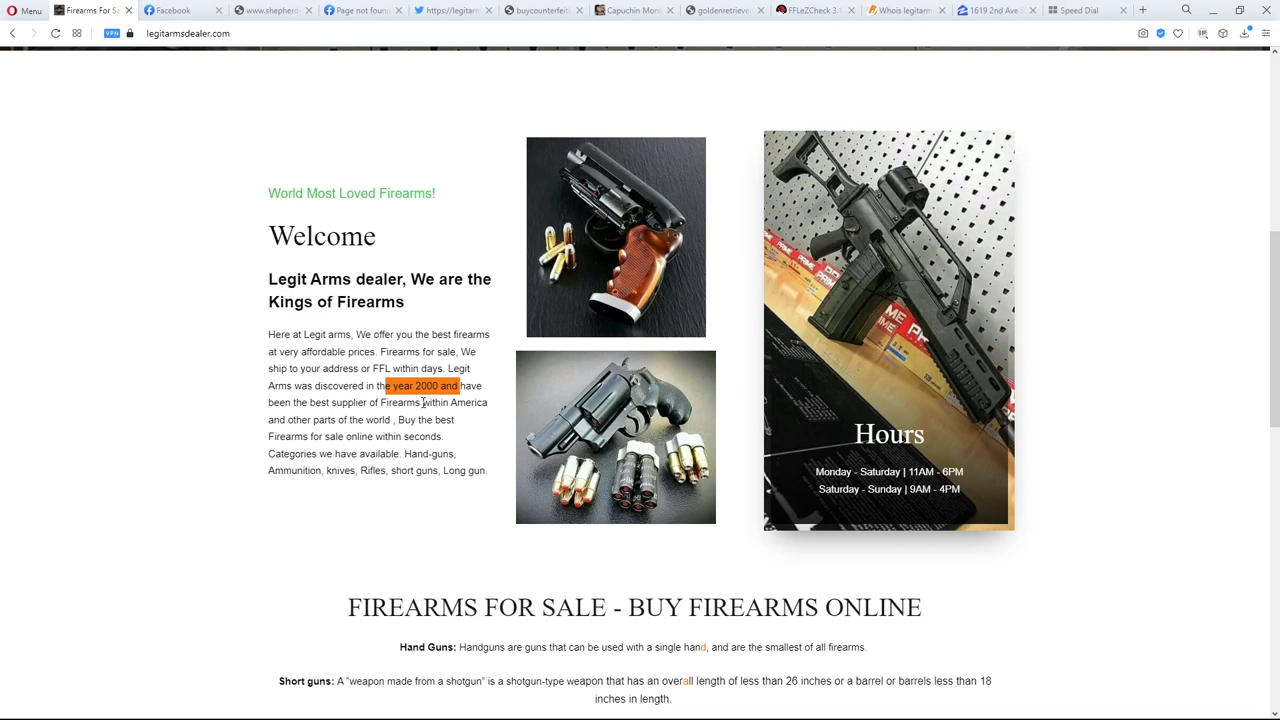 Menu
Firearms For Sa
Facebook
www.shepherd
Page not foun
https://legitarm
buycounterfeiti
Capuchin Monk
goldenretrieve
FFLeZCheck 3.
Whois legitarm
1619 2nd Ave S
Speed Dial
VPN
legitarmsdealer.com
World Most Loved Firearms!
Welcome
Legit Arms dealer, We are the
Kings of Firearms
Here at Legit arms, We offer you the best firearms
at very affordable prices. Firearms for sale, We
ship to your address or FFL within days. Legit
Arms was discovered in the year 2000 and have
been the best supplier of Firearms within America
and other parts of the world , Buy the best
Firearms for sale online within seconds.
Categories we have available. Hand-guns,
Ammunition, knives, Rifles, short guns, Long gun.
PRIME
PRIME
PRIME
Hours
Monday - Saturday | 11AM - 6PM
Saturday - Sunday | 9AM - 4PM
FIREARMS FOR SALE - BUY FIREARMS ONLINE
Hand Guns: Handguns are guns that can be used with a single hand, and are the smallest of all firearms.
Short guns: A "weapon made from a shotgun" is a shotgun-type weapon that has an overall length of less than 26 inches or a barrel or barrels less than 18
inches in length.